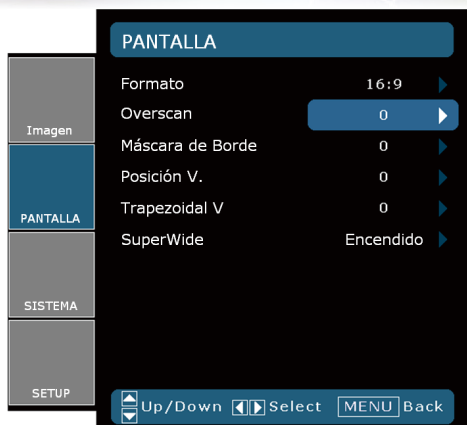 PANTALLA
Formato 16:9
Overscan 0
Máscara de Borde 0
Posición V. 0
Trapezoidal V 0
SuperWide Encendido
Imagen
PANTALLA
SISTEMA
SETUP
Up/Down Select MENU Back